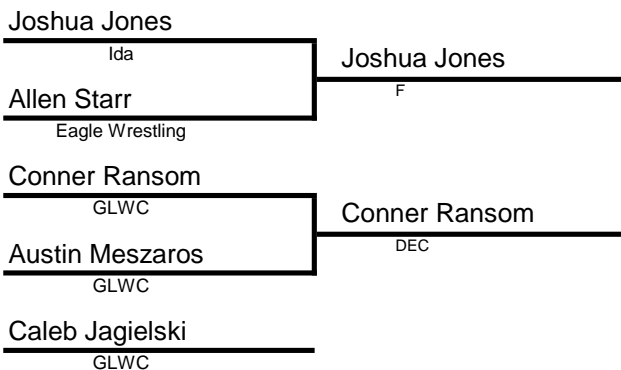 Joshua Jones
Ida
Allen Starr
Eagle Wrestling
Joshua Jones
F
Conner Ransom
GLWC
Austin Meszaros
GLWC
Conner Ransom
DEC
Caleb Jagielski
GLWC